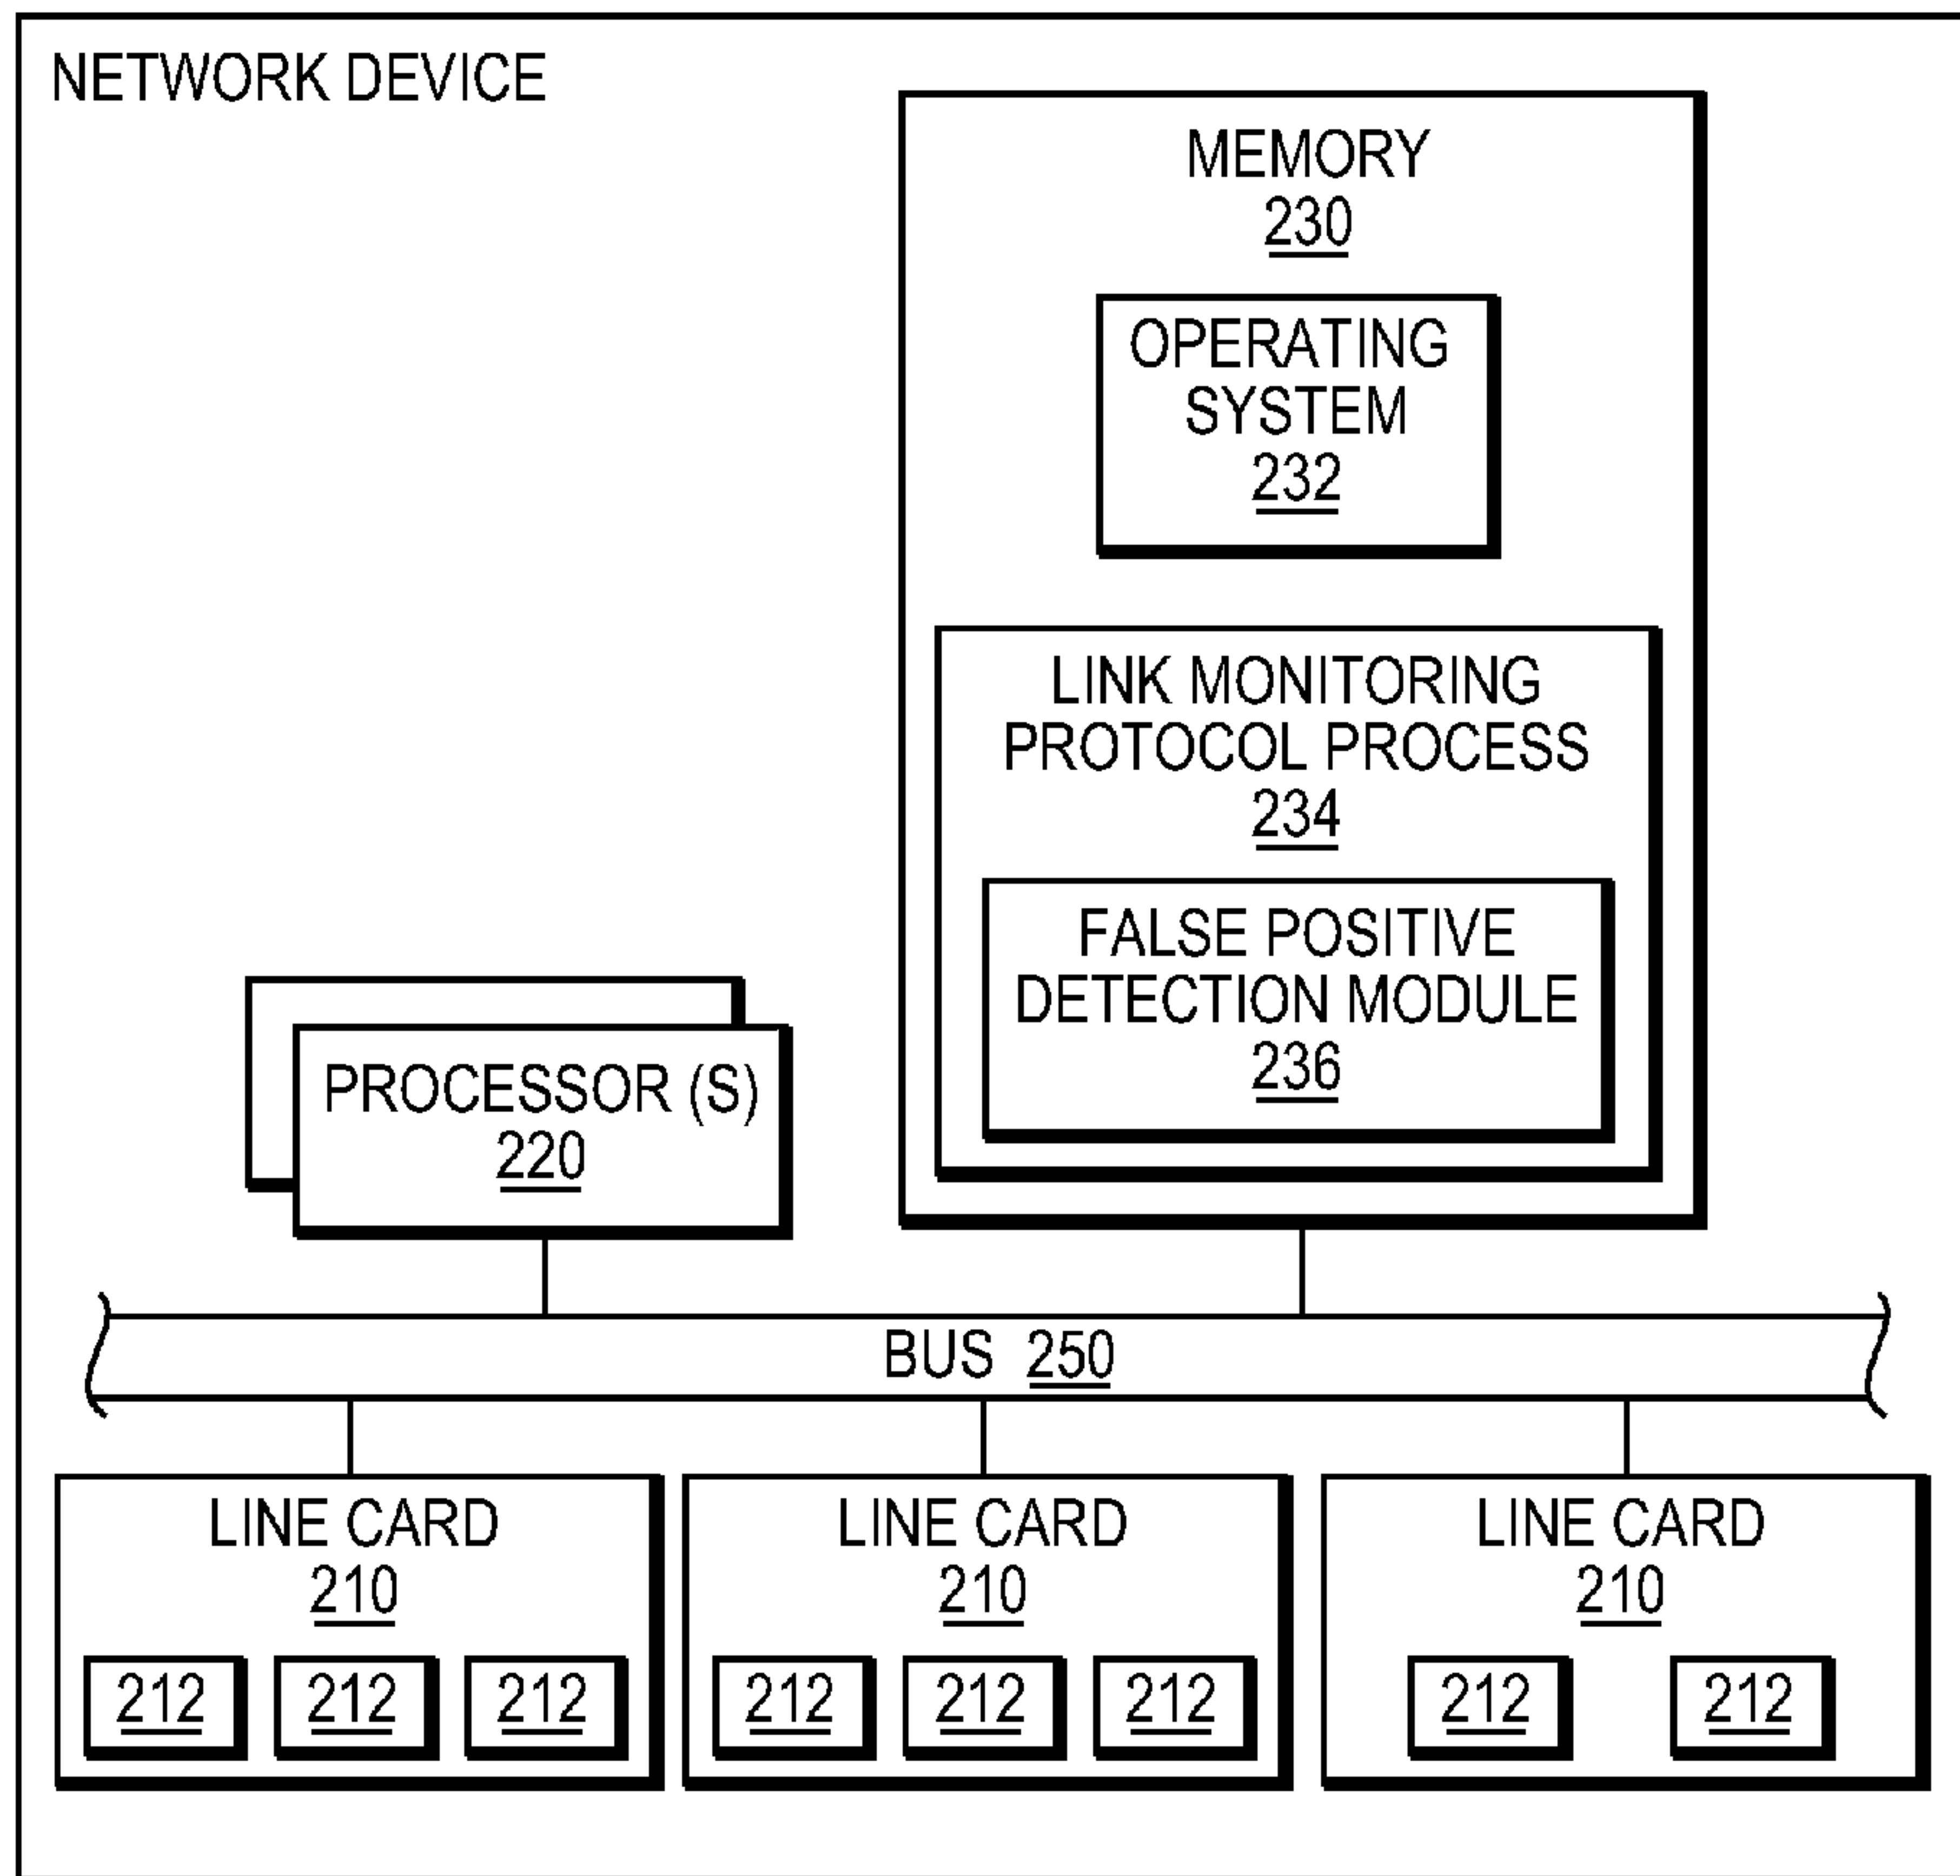 NETWORK DEVICE
MEMORY
230
OPERATING
SYSTEM
232
LINK MONITORING
PROTOCOL PROCESS
234
FALSE POSITIVE
DETECTION MODULE
236
PROCESSOR (S)
220
BUS 250
LINE CARD
210
212 212 212
LINE CARD
210
212 212 212
LINE CARD
210
212 212